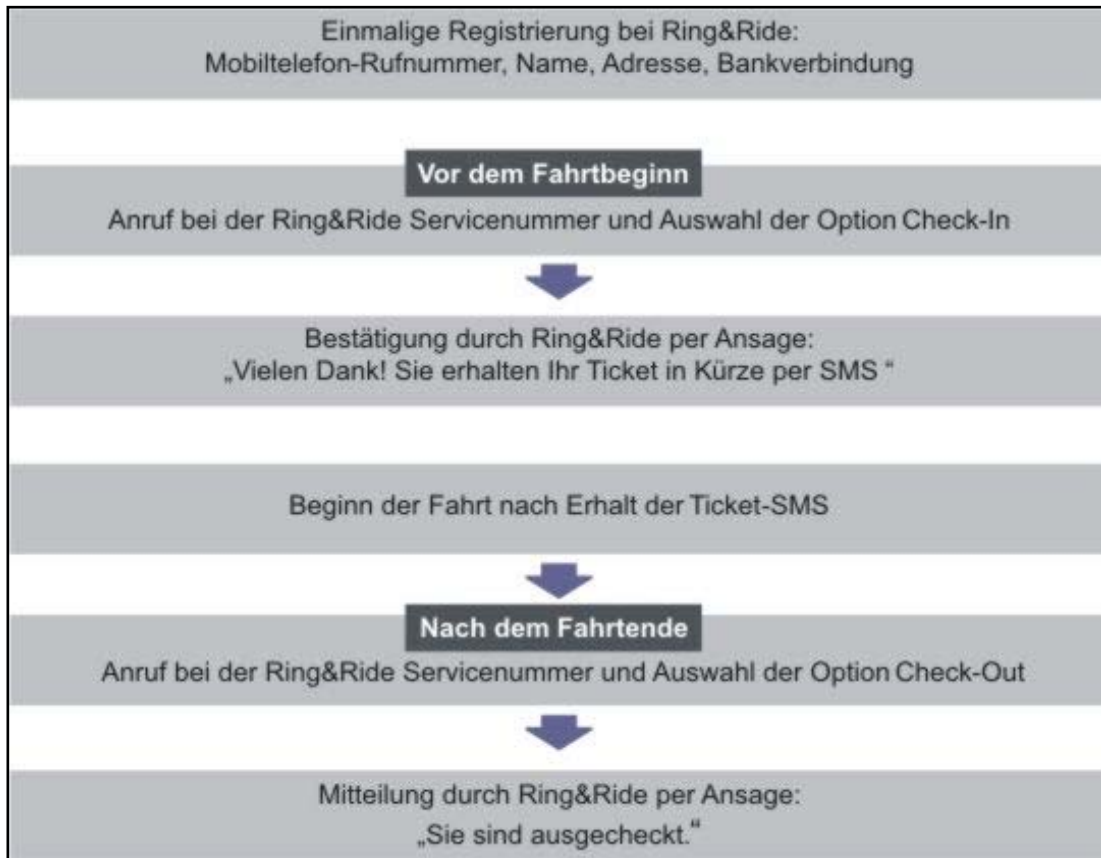 Einmalige Registrierung bei Ring&Ride:
Mobiltelefon-Rufnummer, Name, Adresse, Bankverbindung
Vor dem Fahrtbeginn
Anruf bei der Ring&Ride Servicenummer und Auswahl der Option Check-In
Bestätigung durch Ring&Ride per Ansage:
„Vielen Dank! Sie erhalten Ihr Ticket in Kürze per SMS “
Beginn der Fahrt nach Erhalt der Ticket-SMS
Nach dem Fahrtende
Anruf bei der Ring&Ride Servicenummer und Auswahl der Option Check-Out
Mitteilung durch Ring&Ride per Ansage:
„Sie sind ausgecheckt.“